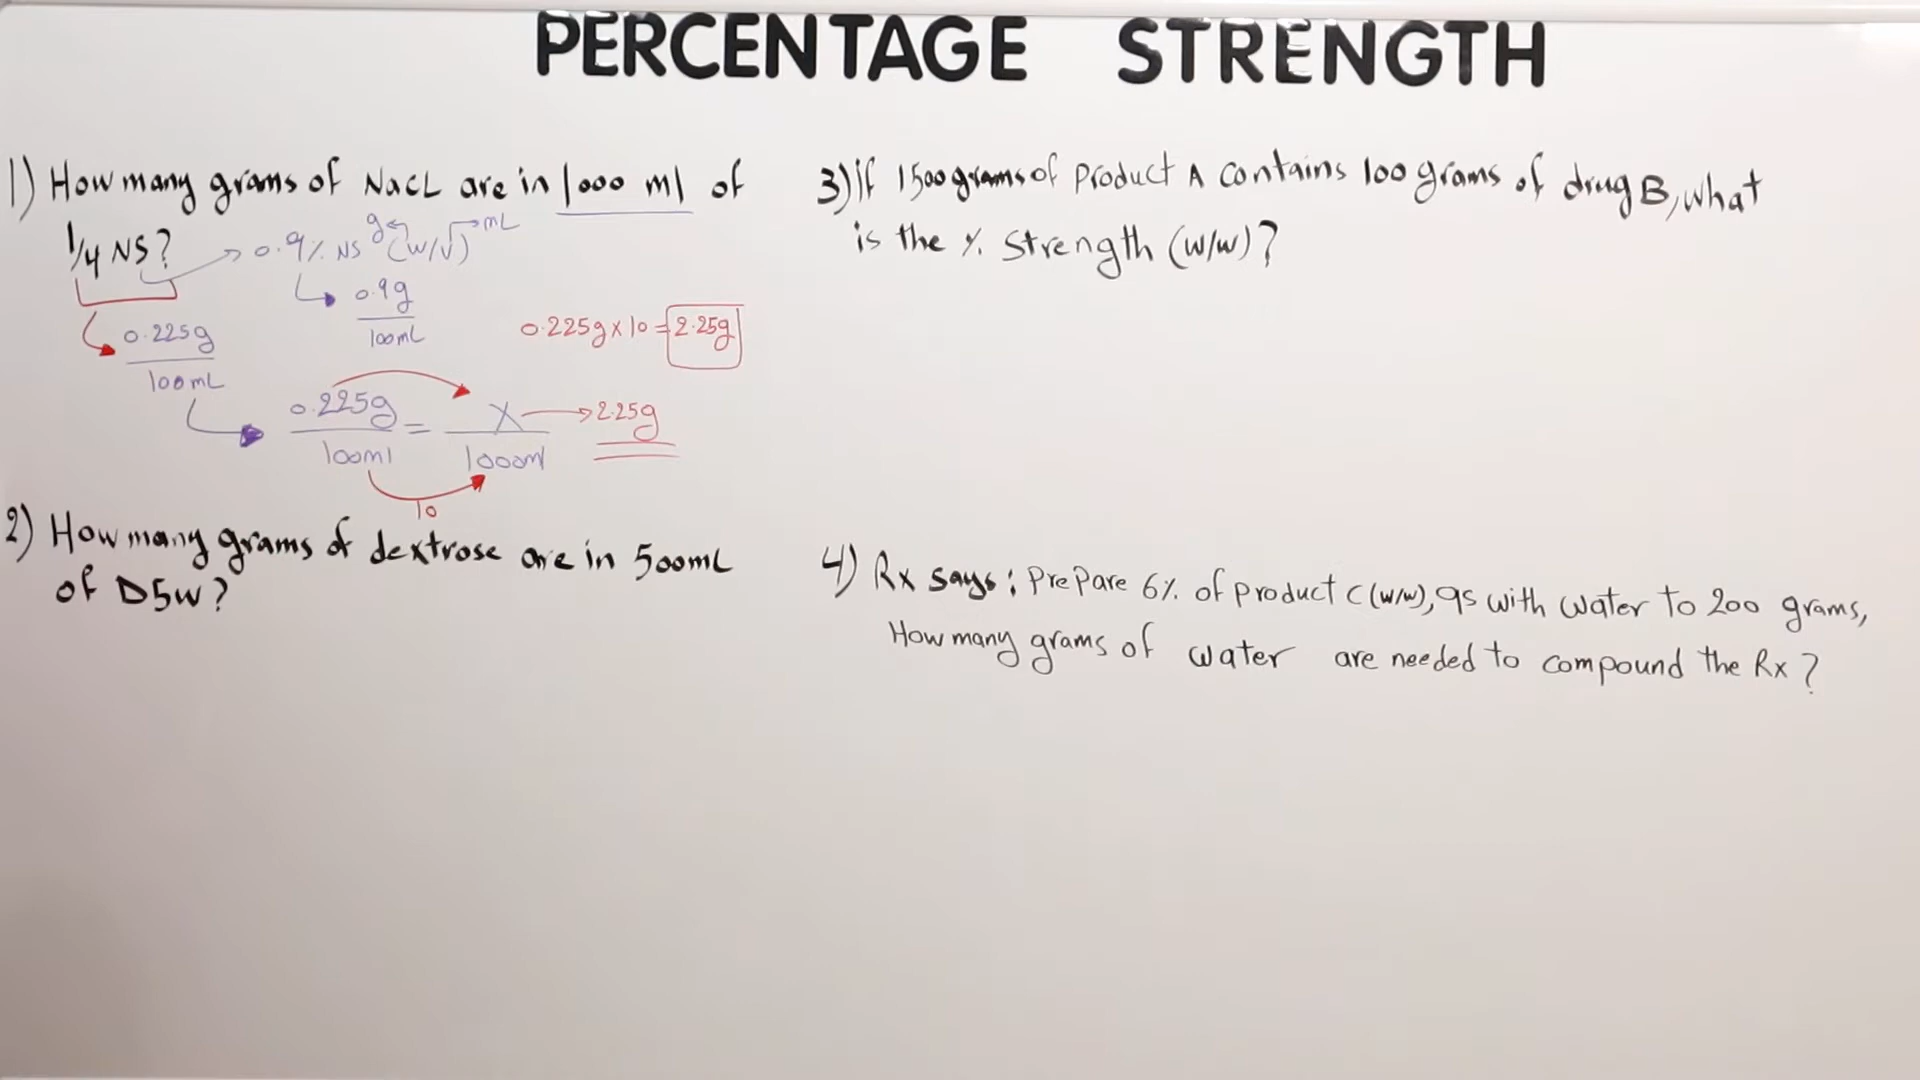 PERCENTAGE STRENGTH
1) How many grams of NaCL are in 1000 ml of
1/4 NS?
0.9% NS (w/v)
g
mL
0.9g
100mL
0.225g
100mL
0.225g x 10 = 2.25g
0.225g = X 2.25g
100ml 1000ml
10
2) How many grams of dextrose are in 500mL
of D5W?
3) if 1500 grams of product A contains 100 grams of drug B, what
is the % Strength (w/w)?
4) Rx says: Prepare 6% of product C (w/w), qs with water to 200 grams,
How many grams of water are needed to compound the Rx?